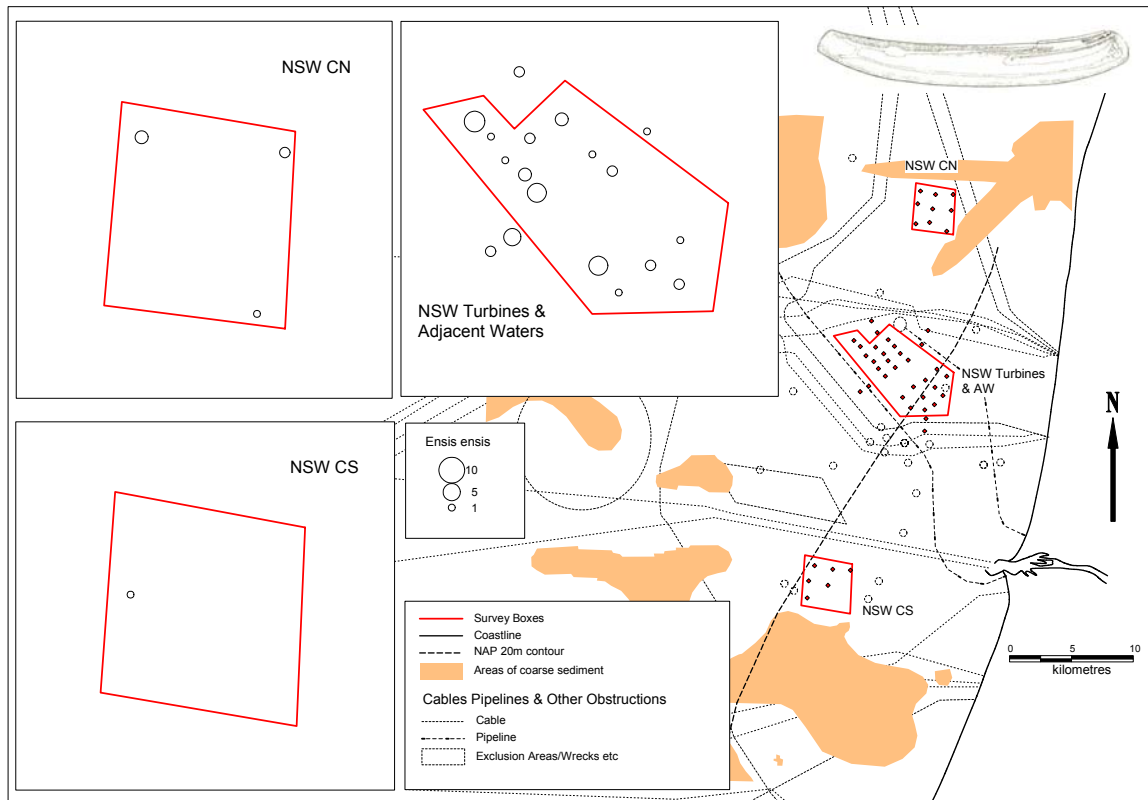 NSW CN
NSW Turbines &
Adjacent Waters
NSW CS
Ensis ensis
10
5
1
Survey Boxes
Coastline
NAP 20m contour
Areas of coarse sediment
Cables Pipelines & Other Obstructions
Cable
Pipeline
Exclusion Areas/Wrecks etc
NSW CN
NSW Turbines
& AW
NSW CS
N
0 5 10
kilometres